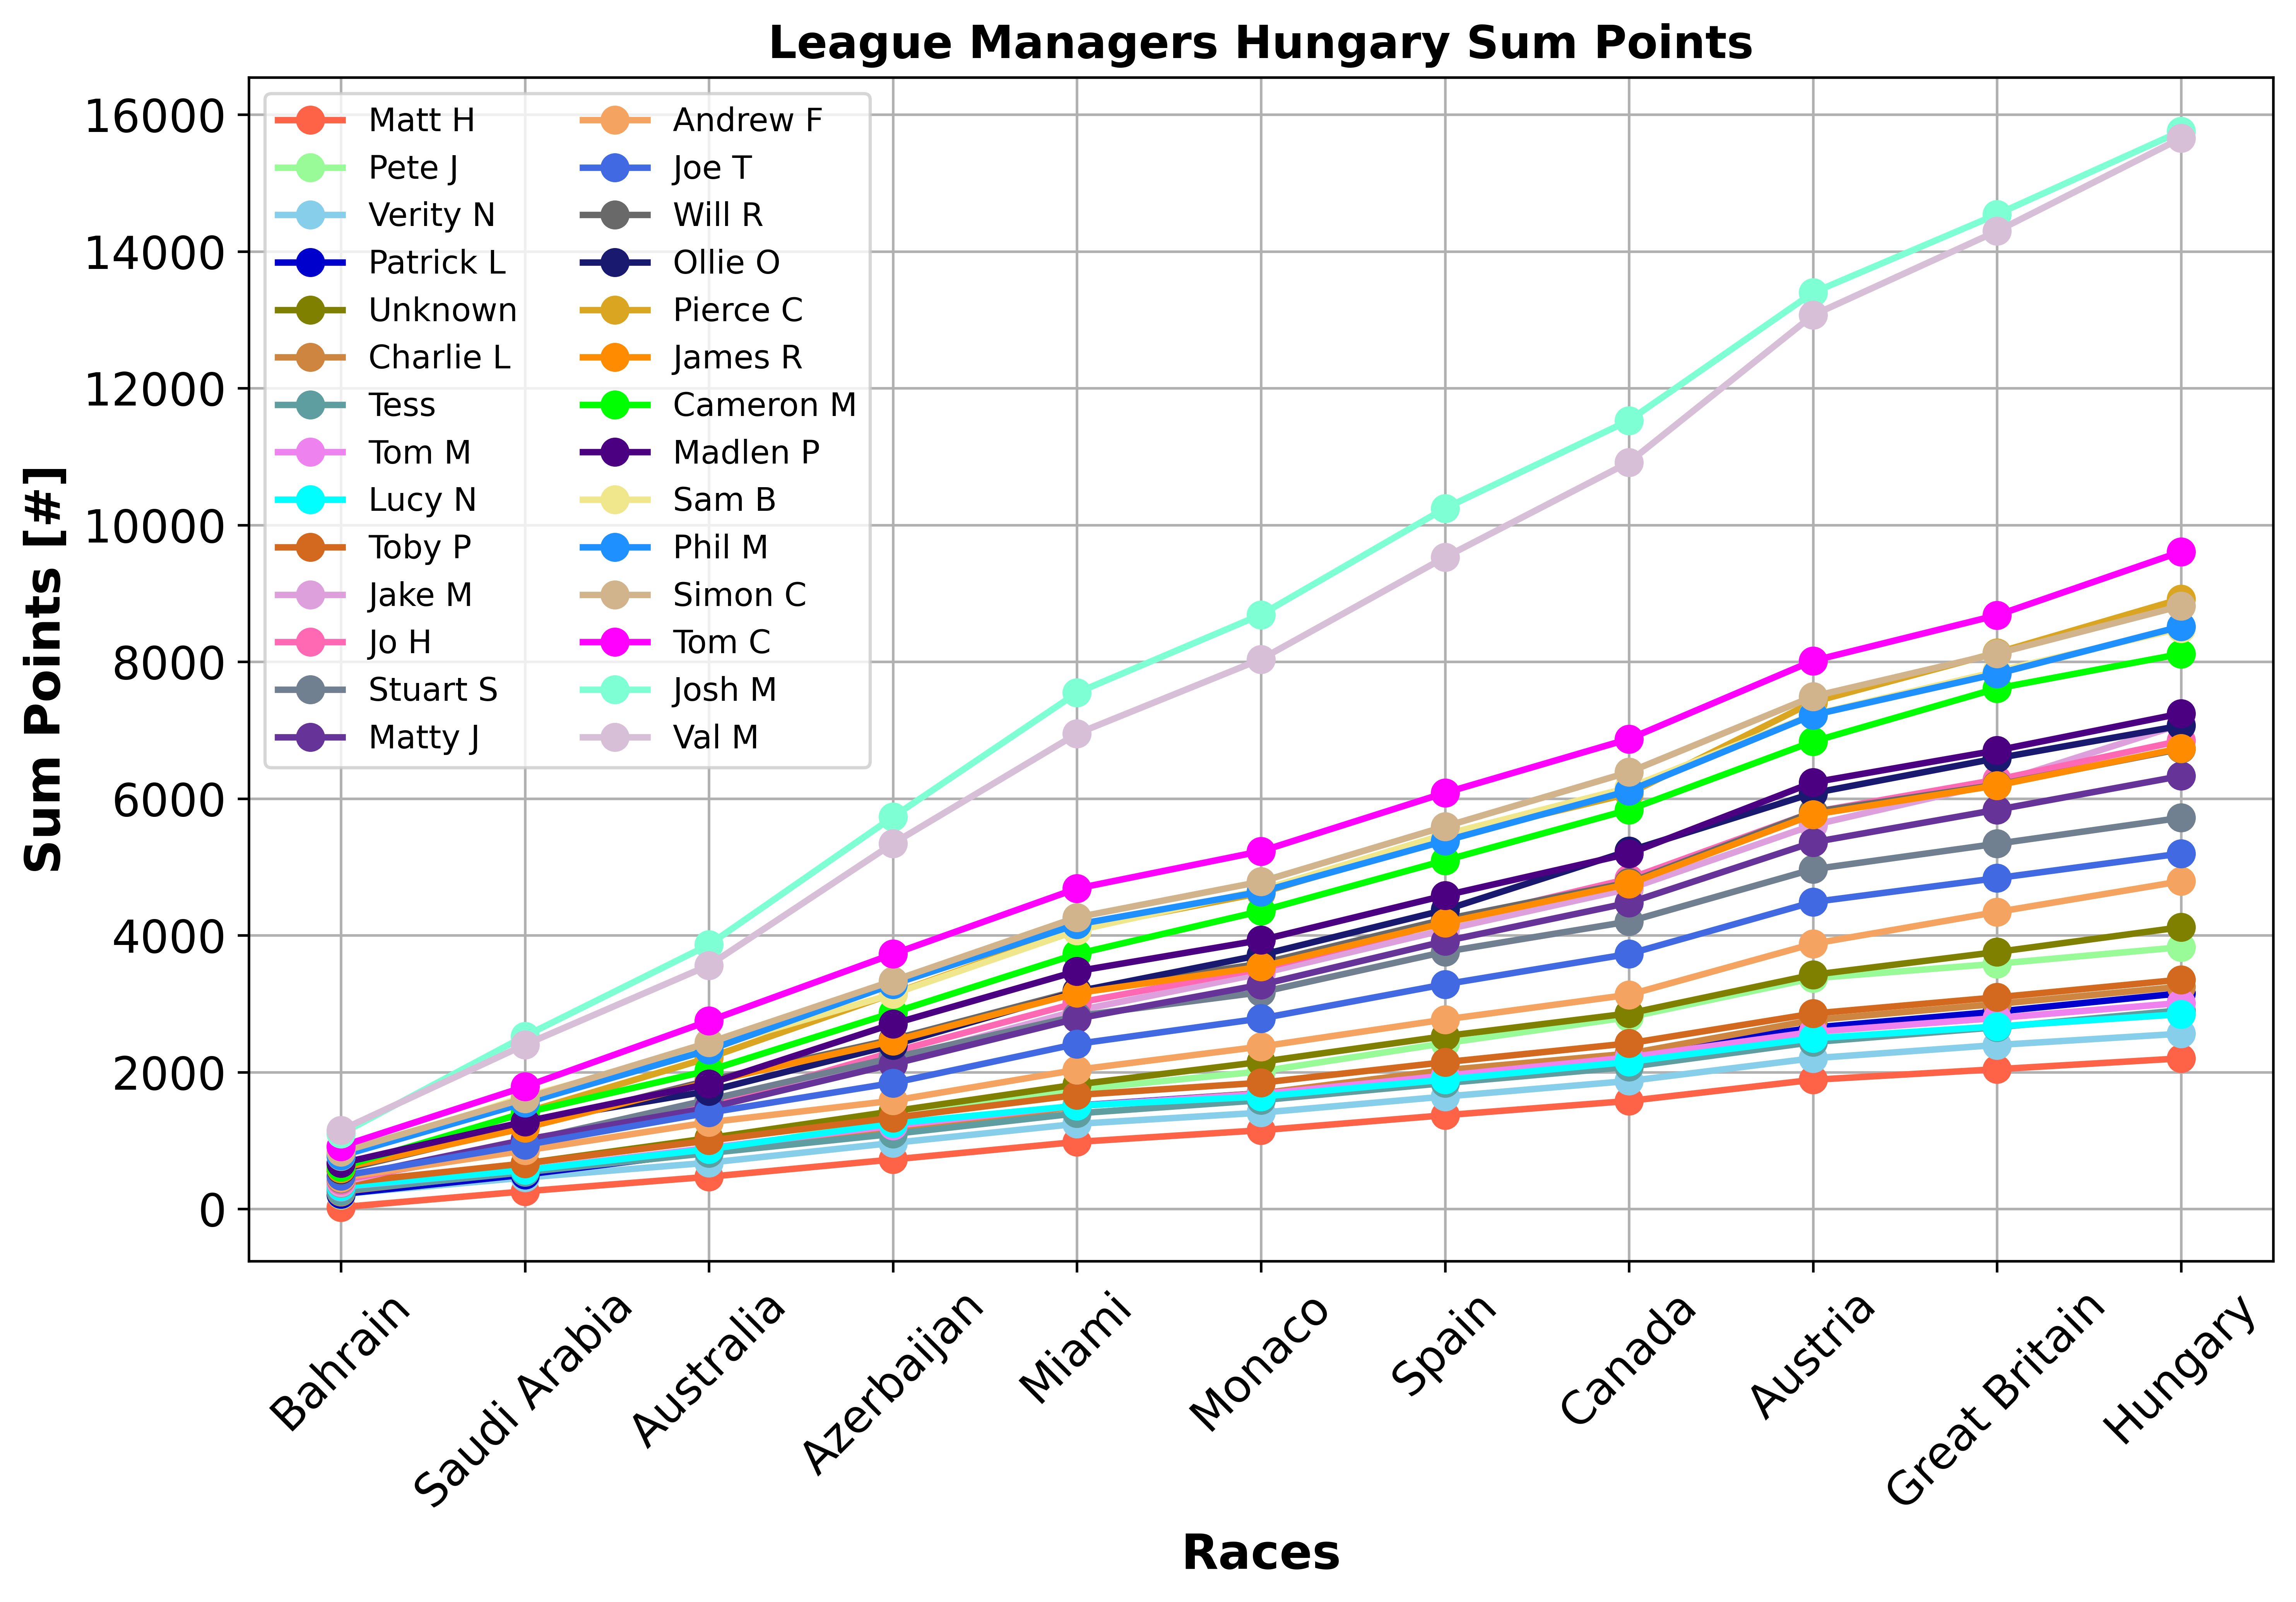 League Managers Hungary Sum Points
Sum Points [#]
16000
14000
12000
10000
8000
6000
4000
2000
0
Matt H
Pete J
Verity N
Patrick L
Unknown
Charlie L
Tess
Tom M
Lucy N
Toby P
Jake M
Jo H
Stuart S
Matty J
Andrew F
Joe T
Will R
Ollie O
Pierce C
James R
Cameron M
Madlen P
Sam B
Phil M
Simon C
Tom C
Josh M
Val M
Bahrain
Saudi Arabia
Australia
Azerbaijan
Miami
Monaco
Spain
Canada
Austria
Great Britain
Hungary
Races